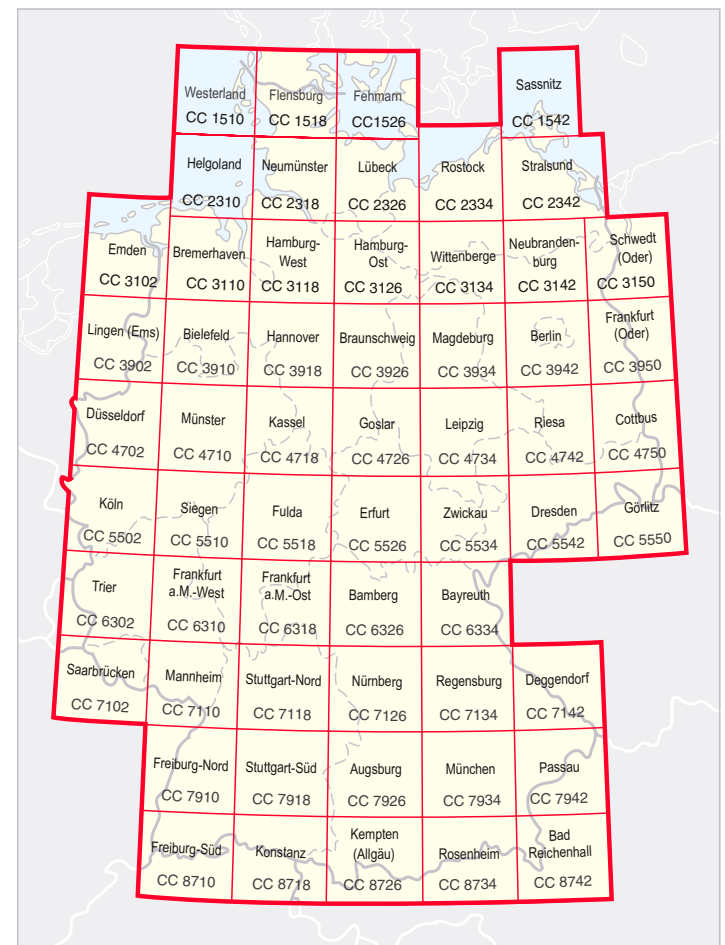 Westerland
CC 1510
Flensburg
CC 1518
Fehmarn
CC1526
Sassnitz
CC 1542
Helgoland
CC 2310
Neumünster
CC 2318
Lübeck
CC 2326
Rostock
CC 2334
Stralsund
CC 2342
Emden
CC 3102
Bremerhaven
CC 3110
Hamburg-
West
CC 3118
Hamburg-
Ost
CC 3126
Wittenberge
CC 3134
Neubranden-
burg
CC 3142
Schwedt
(Oder)
CC 3150
Lingen (Ems)
CC 3902
Bielefeld
CC 3910
Hannover
CC 3918
Braunschweig
CC 3926
Magdeburg
CC 3934
Berlin
CC 3942
Frankfurt
(Oder)
CC 3950
Düsseldorf
CC 4702
Münster
CC 4710
Kassel
CC 4718
Goslar
CC 4726
Leipzig
CC 4734
Riesa
CC 4742
Cottbus
CC 4750
Köln
CC 5502
Siegen
CC 5510
Fulda
CC 5518
Erfurt
CC 5526
Zwickau
CC 5534
Dresden
CC 5542
Görlitz
CC 5550
Trier
CC 6302
Frankfurt
a.M.-West
CC 6310
Frankfurt
a.M.-Ost
CC 6318
Bamberg
CC 6326
Bayreuth
CC 6334
Saarbrücken
CC 7102
Mannheim
CC 7110
Stuttgart-Nord
CC 7118
Nürnberg
CC 7126
Regensburg
CC 7134
Deggendorf
CC 7142
Freiburg-Nord
CC 7910
Stuttgart-Süd
CC 7918
Augsburg
CC 7926
München
CC 7934
Passau
CC 7942
Freiburg-Süd
CC 8710
Konstanz
CC 8718
Kempten
(Allgäu)
CC 8726
Rosenheim
CC 8734
Bad
Reichenhall
CC 8742